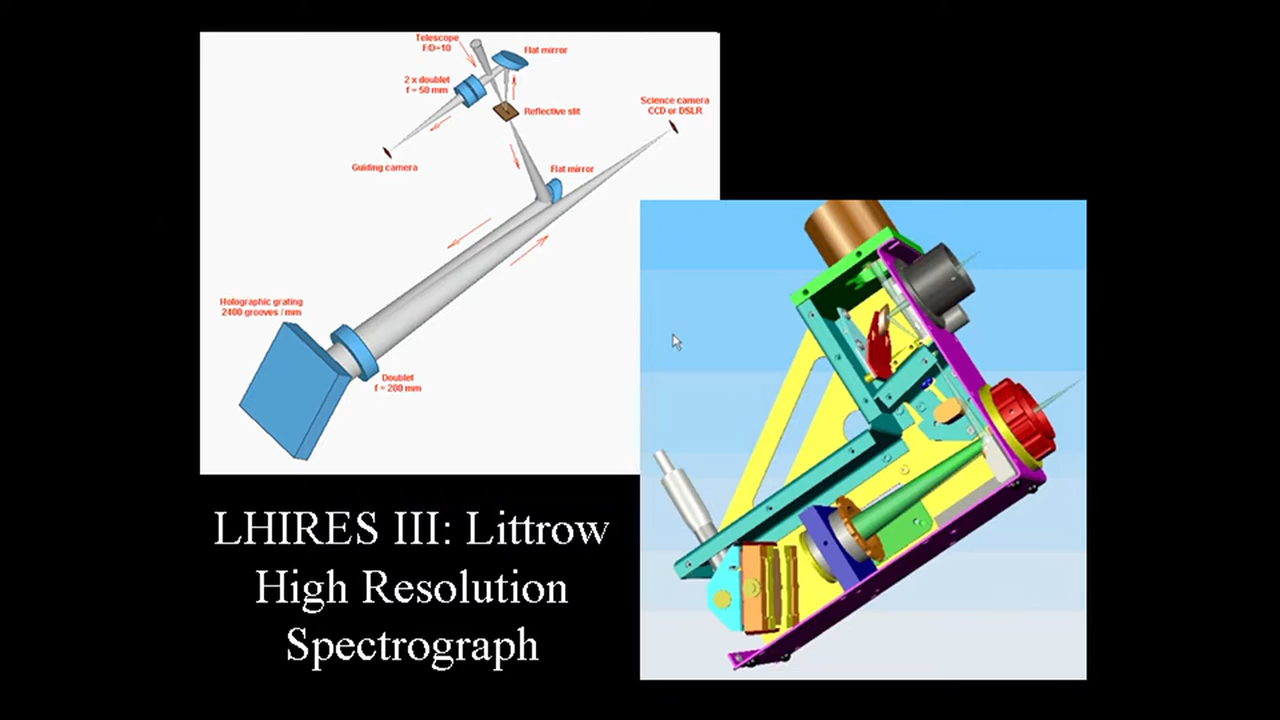 Telescope
F/D=10
Flat mirror
2 x doublet
f = 50 mm
Reflective slit
Science camera
CCD or DSLR
Guiding camera
Flat mirror
Holographic grating
2400 grooves / mm
Doublet
f = 200 mm
LHIRES III: Littrow
High Resolution
Spectrograph